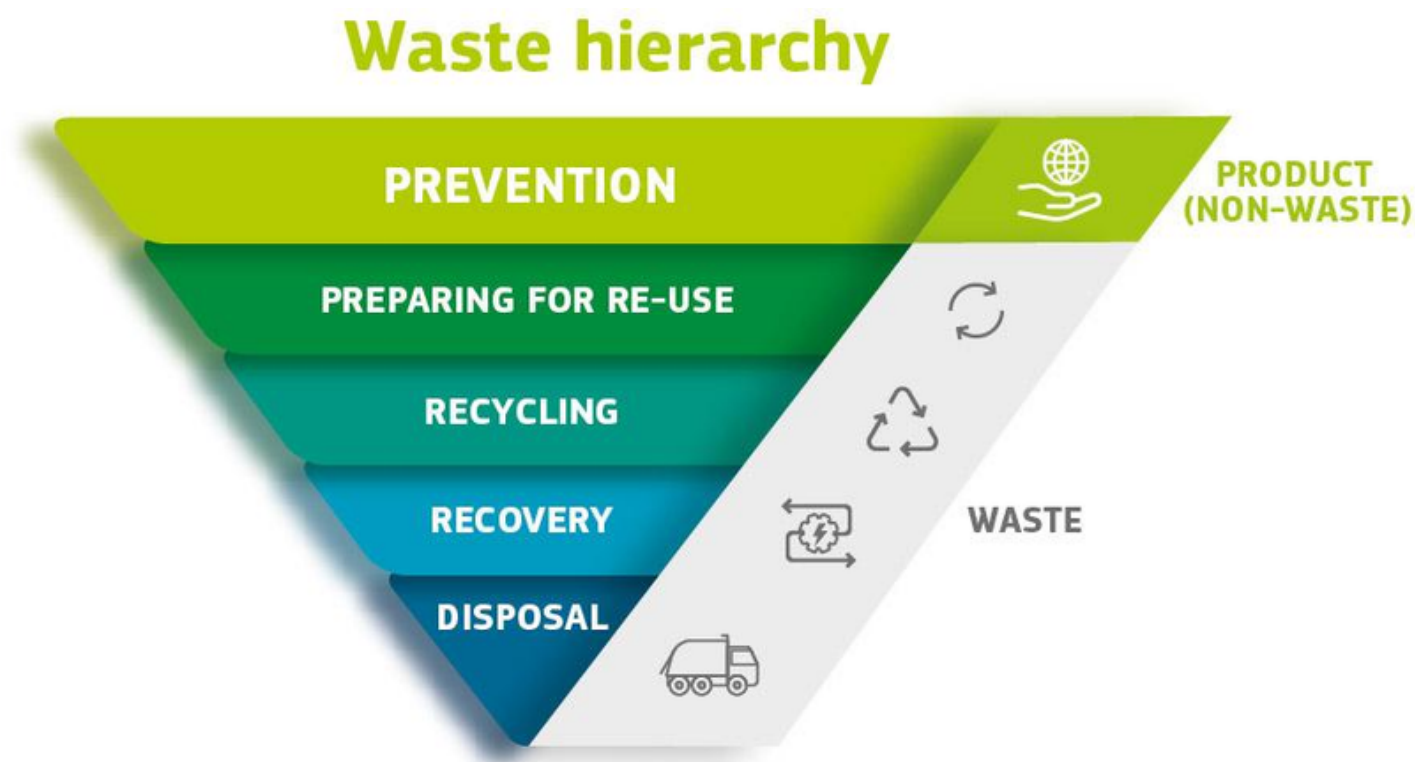 Waste hierarchy
PREVENTION
PRODUCT
(NON-WASTE)
PREPARING FOR RE-USE
RECYCLING
RECOVERY
WASTE
DISPOSAL